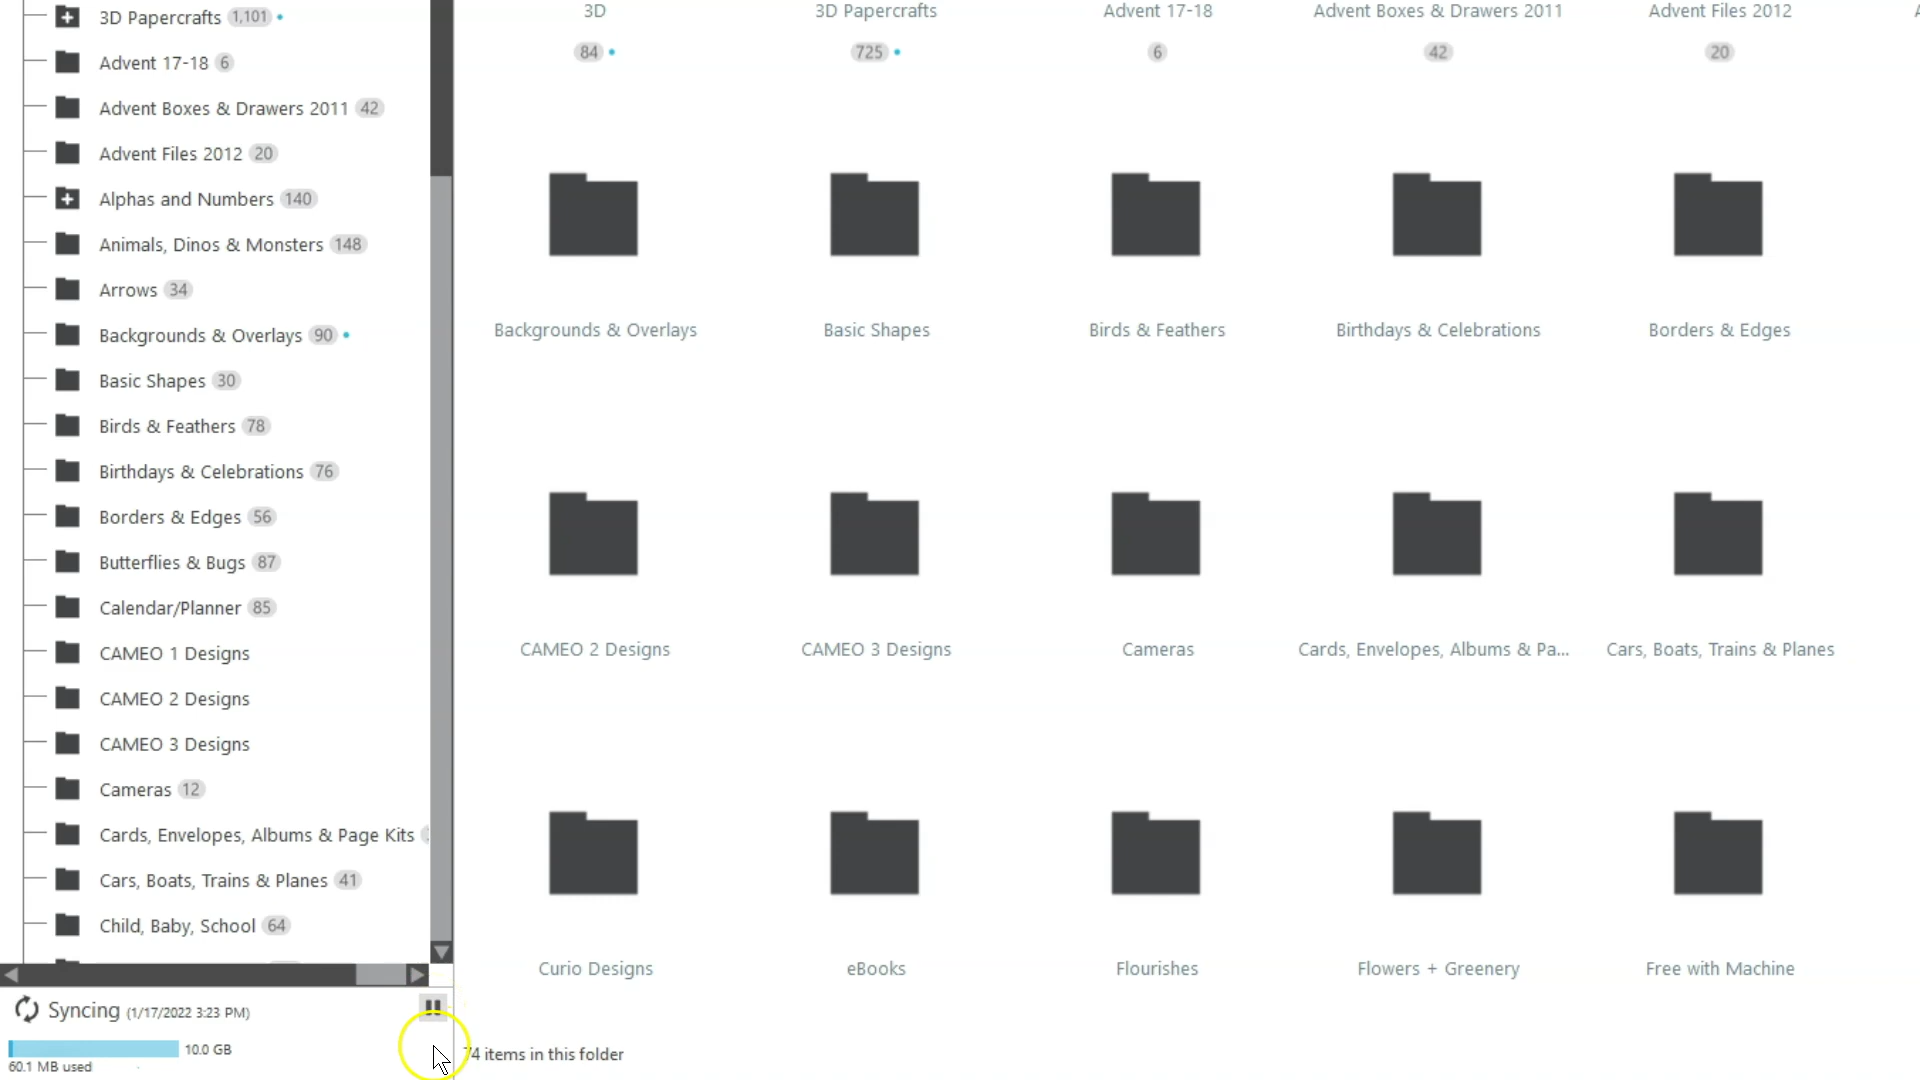 3D Papercrafts 1,101
Advent 17-18 6
Advent Boxes & Drawers 2011 42
Advent Files 2012 20
Alphas and Numbers 140
Animals, Dinos & Monsters 148
Arrows 34
Backgrounds & Overlays 90
Basic Shapes 30
Birds & Feathers 78
Birthdays & Celebrations 76
Borders & Edges 56
Butterflies & Bugs 87
Calendar/Planner 85
CAMEO 1 Designs
CAMEO 2 Designs
CAMEO 3 Designs
Cameras 12
Cards, Envelopes, Albums & Page Kits
Cars, Boats, Trains & Planes 41
Child, Baby, School 64
Syncing (1/17/2022 3:23 PM)
10.0 GB
60.1 MB used
3D 3D Papercrafts Advent 17-18 Advent Boxes & Drawers 2011 Advent Files 2012
84 725 6 42 20
Backgrounds & Overlays Basic Shapes Birds & Feathers Birthdays & Celebrations Borders & Edges
CAMEO 2 Designs CAMEO 3 Designs Cameras Cards, Envelopes, Albums & Pa... Cars, Boats, Trains & Planes
Curio Designs eBooks Flourishes Flowers + Greenery Free with Machine
74 items in this folder